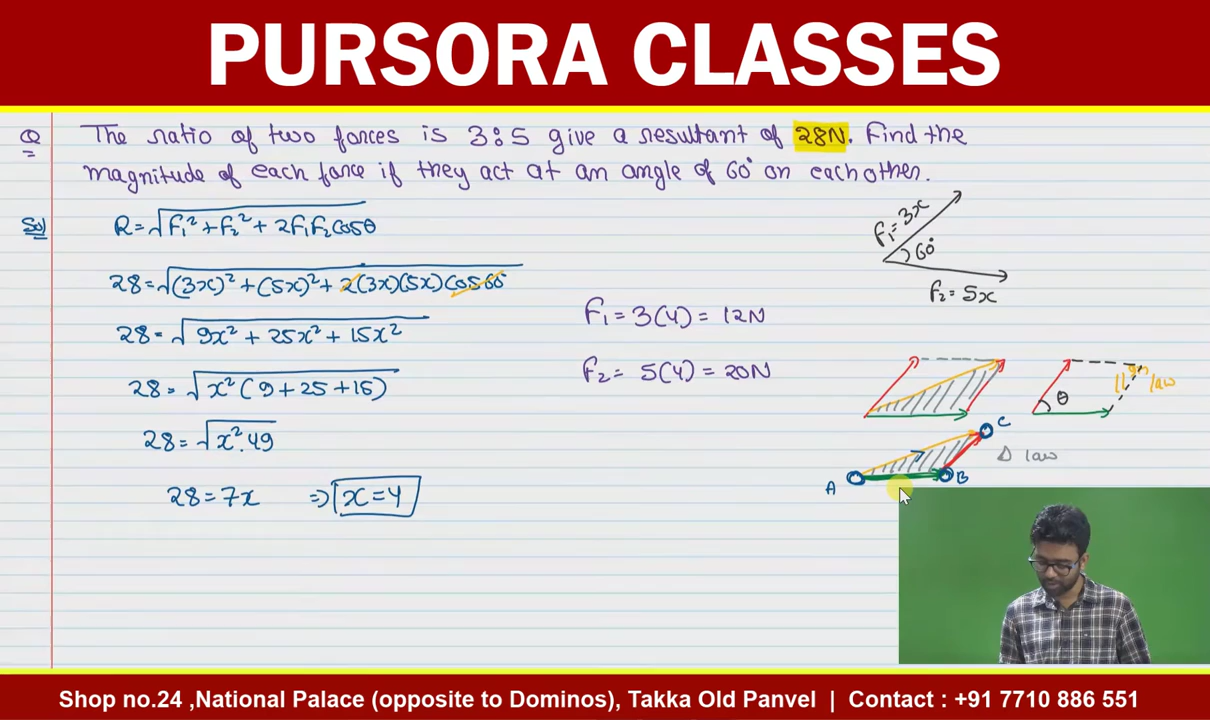 PURSORA CLASSES
Q The ratio of two forces is 3:5 give a resultant of 28N. Find the
magnitude of each force if they act at an angle of 60° on each other.
Sol R=√F₁²+F₂²+2F₁F₂Cosθ
F₁=3x
60°
F₂=5x
28=√(3x)²+(5x)²+2(3x)(5x)Cos60
28=√9x²+25x²+15x²
28=√x²(9+25+15)
28=√x².49
28=7x ⇒ x=4
F₁=3(4)=12N
F₂=5(4)=20N
θ
||gm law
A
B
C
Δ law
Shop no.24 ,National Palace (opposite to Dominos), Takka Old Panvel | Contact : +91 7710 886 551